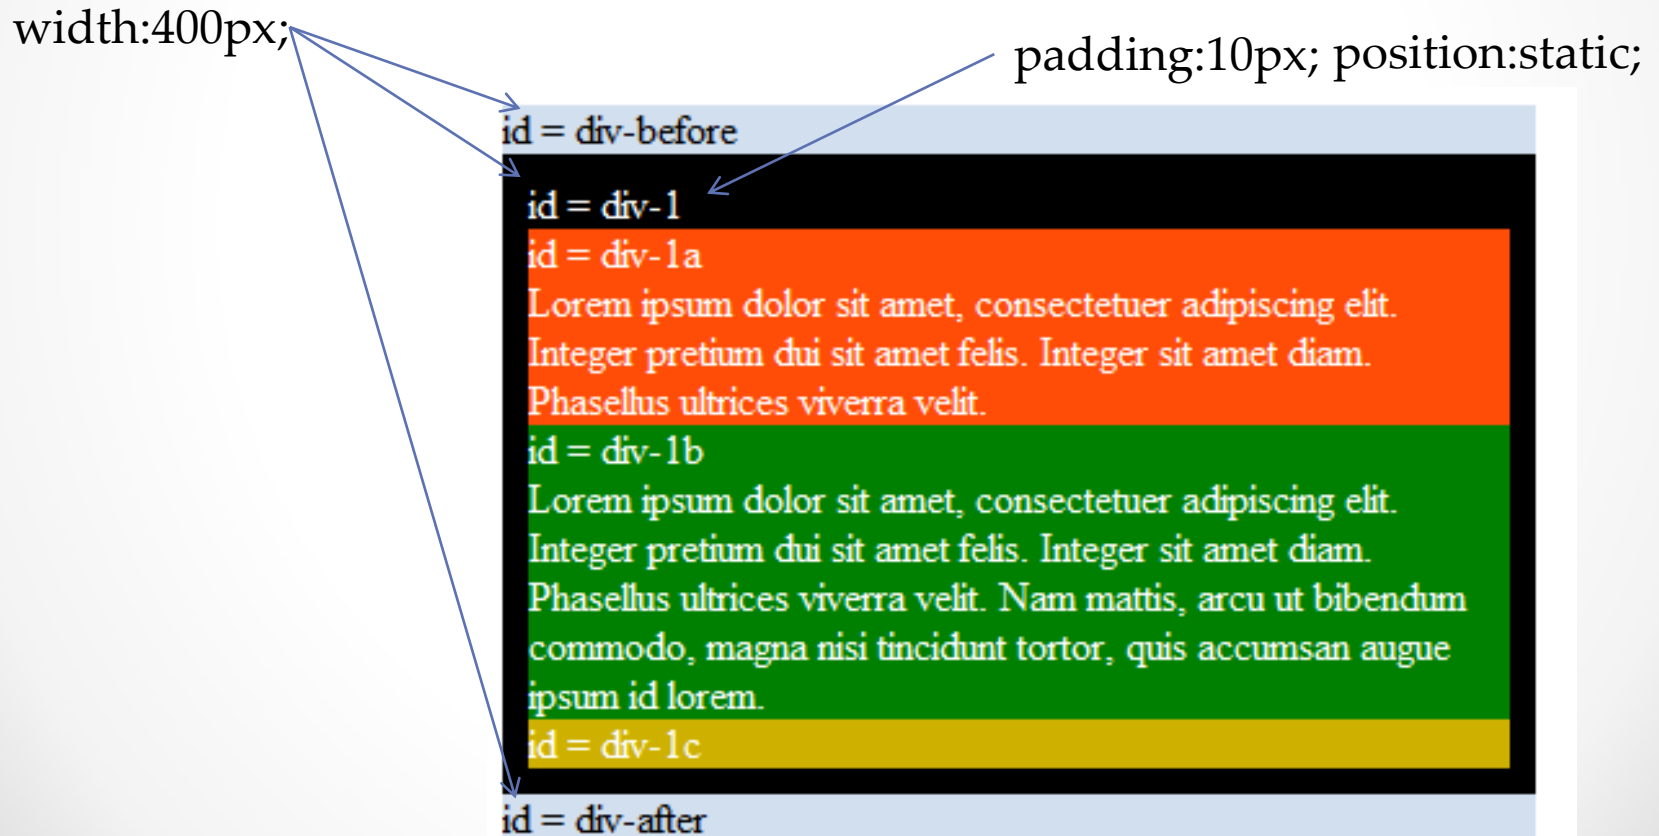 width:400px;
padding:10px; position:static;
id = div-before
id = div-1
id = div-1a
Lorem ipsum dolor sit amet, consectetuer adipiscing elit.
Integer pretium dui sit amet felis. Integer sit amet diam.
Phasellus ultrices viverra velit.
id = div-1b
Lorem ipsum dolor sit amet, consectetuer adipiscing elit.
Integer pretium dui sit amet felis. Integer sit amet diam.
Phasellus ultrices viverra velit. Nam mattis, arcu ut bibendum
commodo, magna nisi tincidunt tortor, quis accumsan augue
ipsum id lorem.
id = div-1c
id = div-after